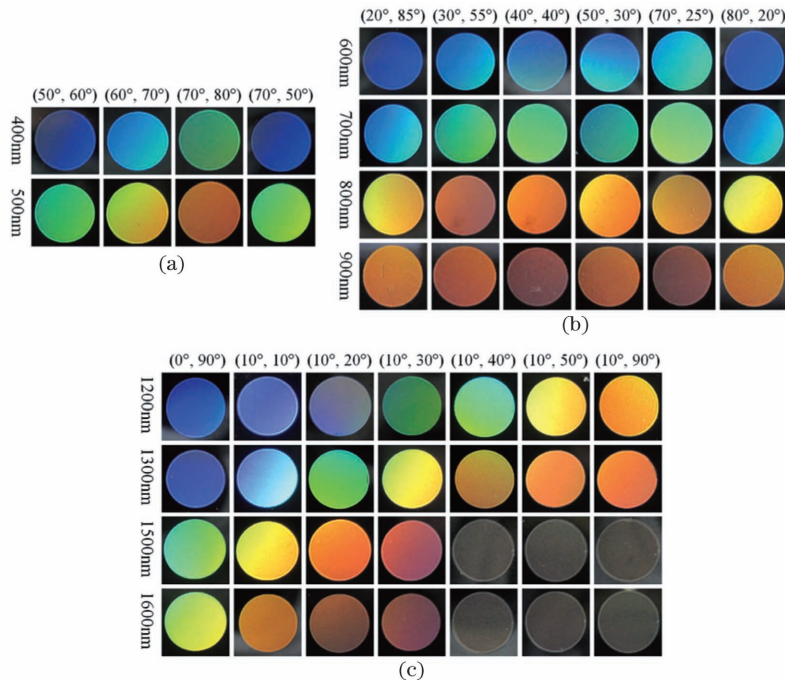 (50°, 60°) (60°, 70°) (70°, 80°) (70°, 50°)
400nm
500nm
(a)
(20°, 85°) (30°, 55°) (40°, 40°) (50°, 30°) (70°, 25°) (80°, 20°)
600nm
700nm
800nm
900nm
(b)
(0°, 90°) (10°, 10°) (10°, 20°) (10°, 30°) (10°, 40°) (10°, 50°) (10°, 90°)
1200nm
1300nm
1500nm
1600nm
(c)